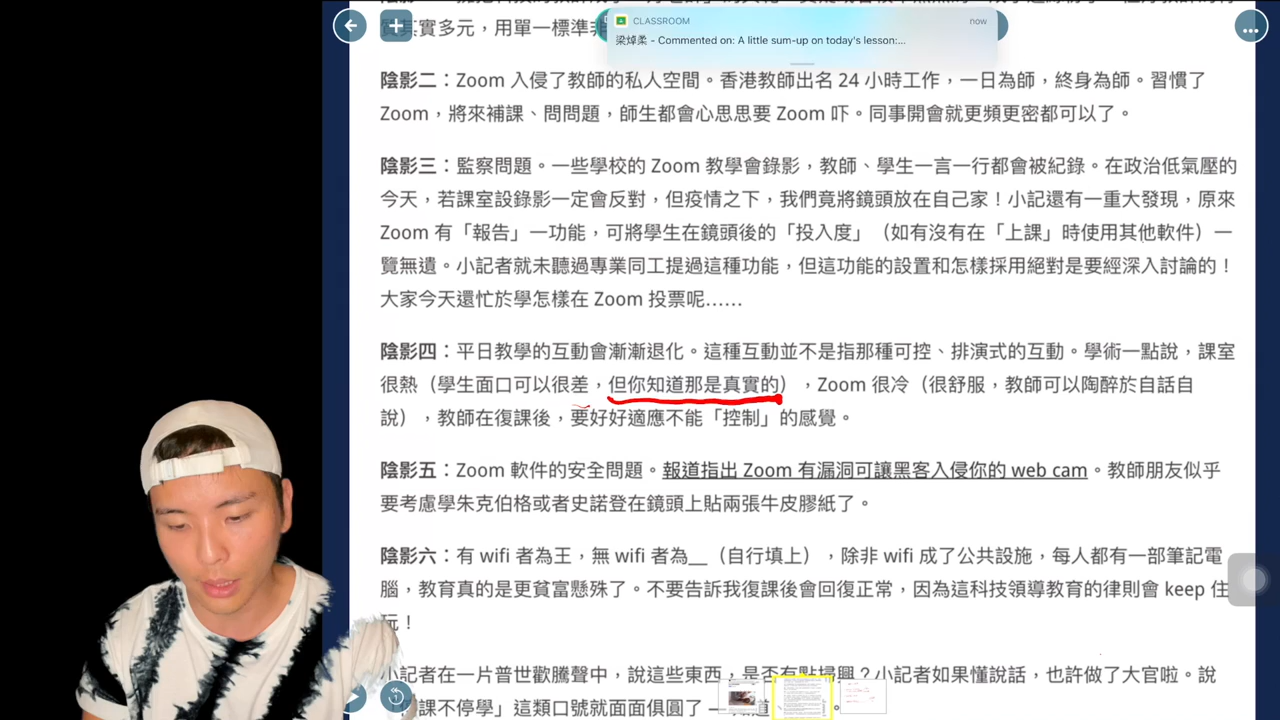 CLASSROOM
now
梁焯柔 - Commented on: A little sum-up on today's lesson:...
質其實多元，用單一標準非
陰影二：Zoom 入侵了教師的私人空間。香港教師出名 24 小時工作，一日為師，終身為師。習慣了
Zoom，將來補課、問問題，師生都會心思思要 Zoom 吓。同事開會就更頻更密都可以了。
陰影三：監察問題。一些學校的 Zoom 教學會錄影，教師、學生一言一行都會被紀錄。在政治低氣壓的
今天，若課室設錄影一定會反對，但疫情之下，我們竟將鏡頭放在自己家！小記還有一重大發現，原來
Zoom 有「報告」一功能，可將學生在鏡頭後的「投入度」（如有沒有在「上課」時使用其他軟件）一
覽無遺。小記者就未聽過專業同工提過這種功能，但這功能的設置和怎樣採用絕對是要經深入討論的！
大家今天還忙於學怎樣在 Zoom 投票呢……
陰影四：平日教學的互動會漸漸退化。這種互動並不是指那種可控、排演式的互動。學術一點說，課室
很熱（學生面口可以很差，但你知道那是真實的），Zoom 很冷（很舒服，教師可以陶醉於自話自
說），教師在復課後，要好好適應不能「控制」的感覺。
陰影五：Zoom 軟件的安全問題。報道指出 Zoom 有漏洞可讓黑客入侵你的 web cam。教師朋友似乎
要考慮學朱克伯格或者史諾登在鏡頭上貼兩張牛皮膠紙了。
陰影六：有 wifi 者為王，無 wifi 者為__（自行填上），除非 wifi 成了公共設施，每人都有一部筆記電
腦，教育真的是更貧富懸殊了。不要告訴我復課後會回復正常，因為這科技領導教育的律則會 keep 住
玩！
小記者在一片普世歡騰聲中，說這些東西，是否有點掃興？小記者如果懂說話，也許做了大官啦。說
課不停學」這類口號就面面俱圓了